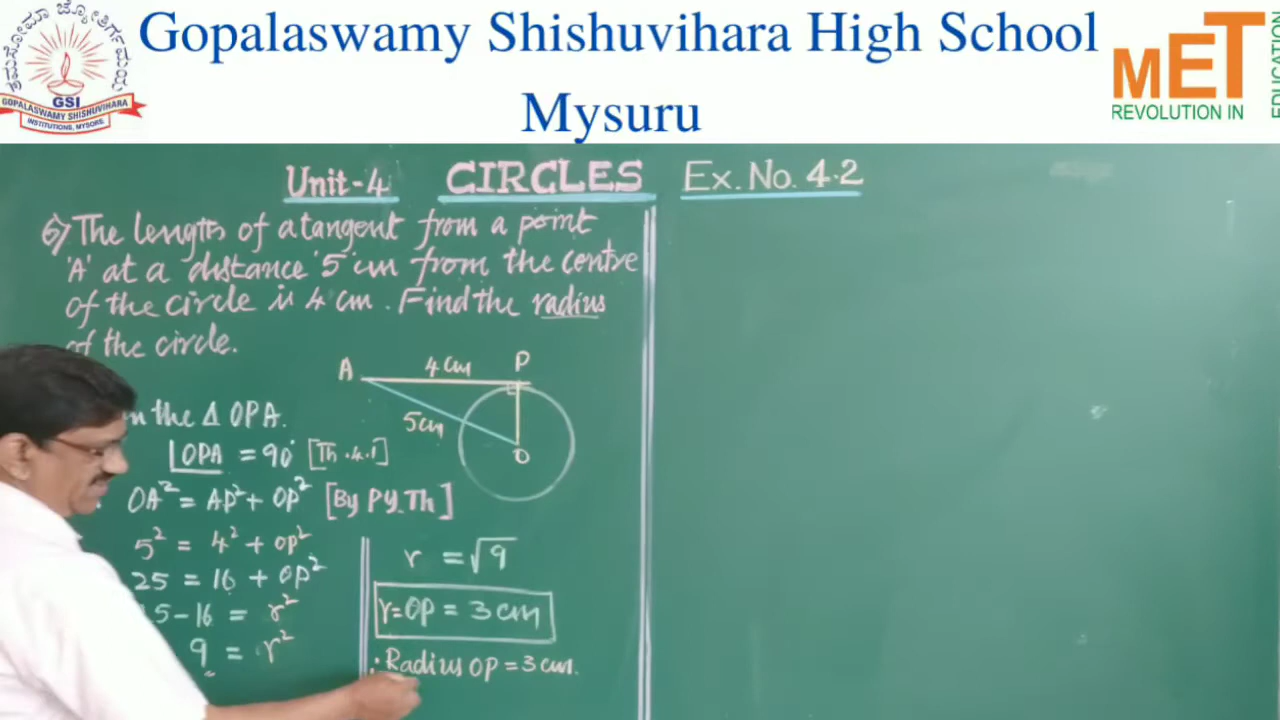 ತಮಸೋಮಾ ಜ್ಯೋತಿರ್ಗಮಯ
GSI
GOPALASWAMY SHISHUVIHARA
INSTITUTIONS, MYSORE.
Gopalaswamy Shishuvihara High School
Mysuru
MET
REVOLUTION IN
EDUCATION
Unit-4 CIRCLES Ex. No. 4.2
6) The length of a tangent from a point
'A' at a distance 5 cm from the centre
of the circle is 4 cm. Find the radius
of the circle.
A 4 cm P
5cm
O
n the Δ OPA.
∠OPA = 90° [Th.4.1]
OA² = AP² + OP² [By PY.Th]
5² = 4² + OP²
25 = 16 + OP²
5 - 16 = r²
9 = r²
r = √9
r = OP = 3 cm
∴ Radius OP = 3 cm.